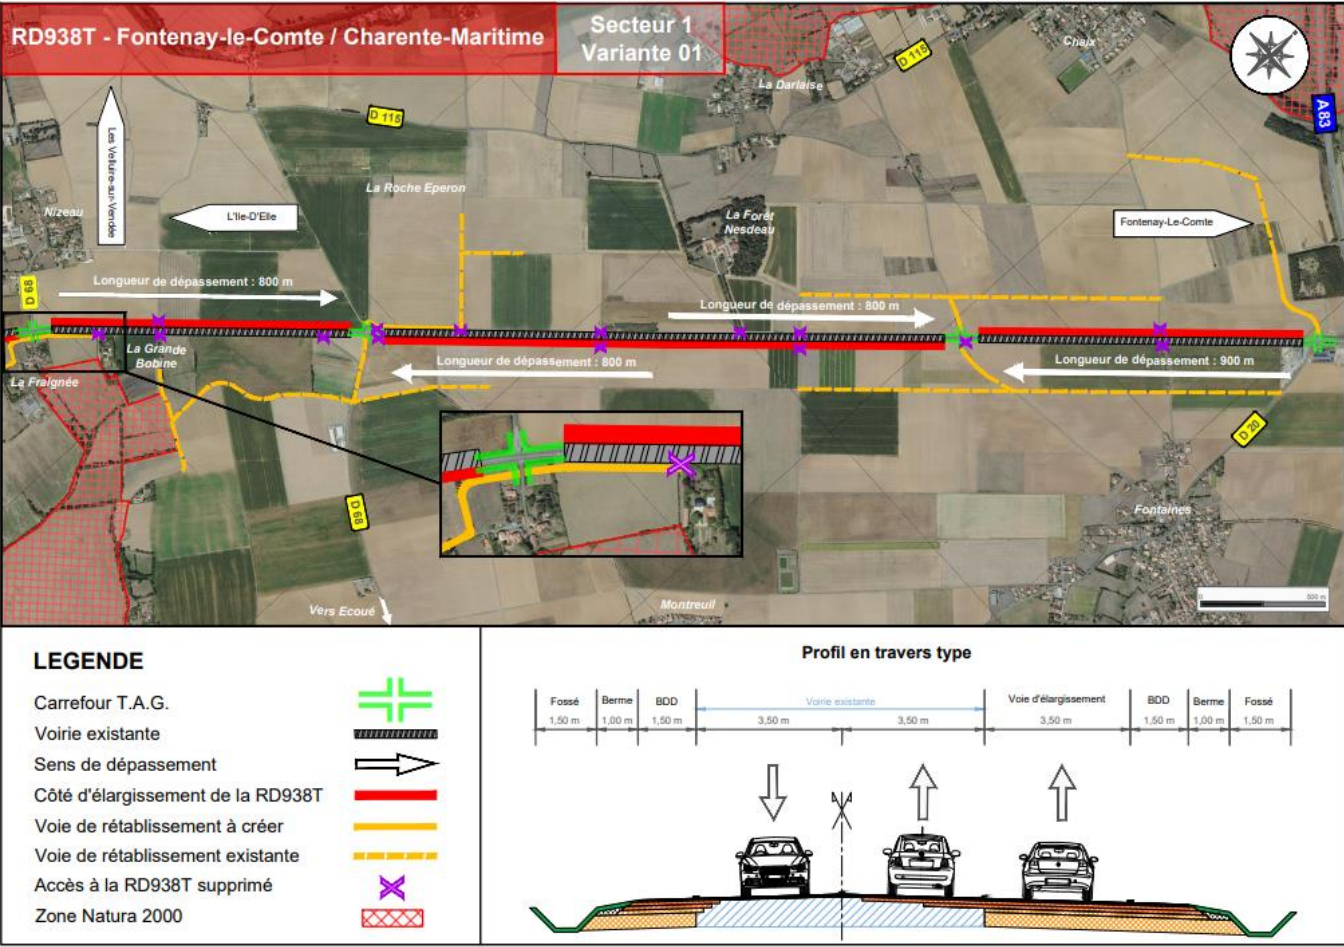 RD938T - Fontenay-le-Comte / Charente-Maritime
Secteur 1
Variante 01
Chaix
D 115
La Darlaise
A83
D 115
Les Velluire-sur-Vendée
La Roche Eperon
Nizeau
L'Ile-D'Elle
La Forêt
Nesdeau
Fontenay-Le-Comte
D 68
Longueur de dépassement : 800 m
Longueur de dépassement : 800 m
La Grande
Bobine
Longueur de dépassement : 800 m
Longueur de dépassement : 900 m
La Fraignée
D 20
D 68
Fontaines
Vers Ecoué
Montreuil
0
500 m
LEGENDE
Carrefour T.A.G.
Voirie existante
Sens de dépassement
Côté d'élargissement de la RD938T
Voie de rétablissement à créer
Voie de rétablissement existante
Accès à la RD938T supprimé
Zone Natura 2000
Profil en travers type
Fossé Berme BDD Voirie existante Voie d'élargissement BDD Berme Fossé
1,50 m 1,00 m 1,50 m 3,50 m 3,50 m 3,50 m 1,50 m 1,00 m 1,50 m